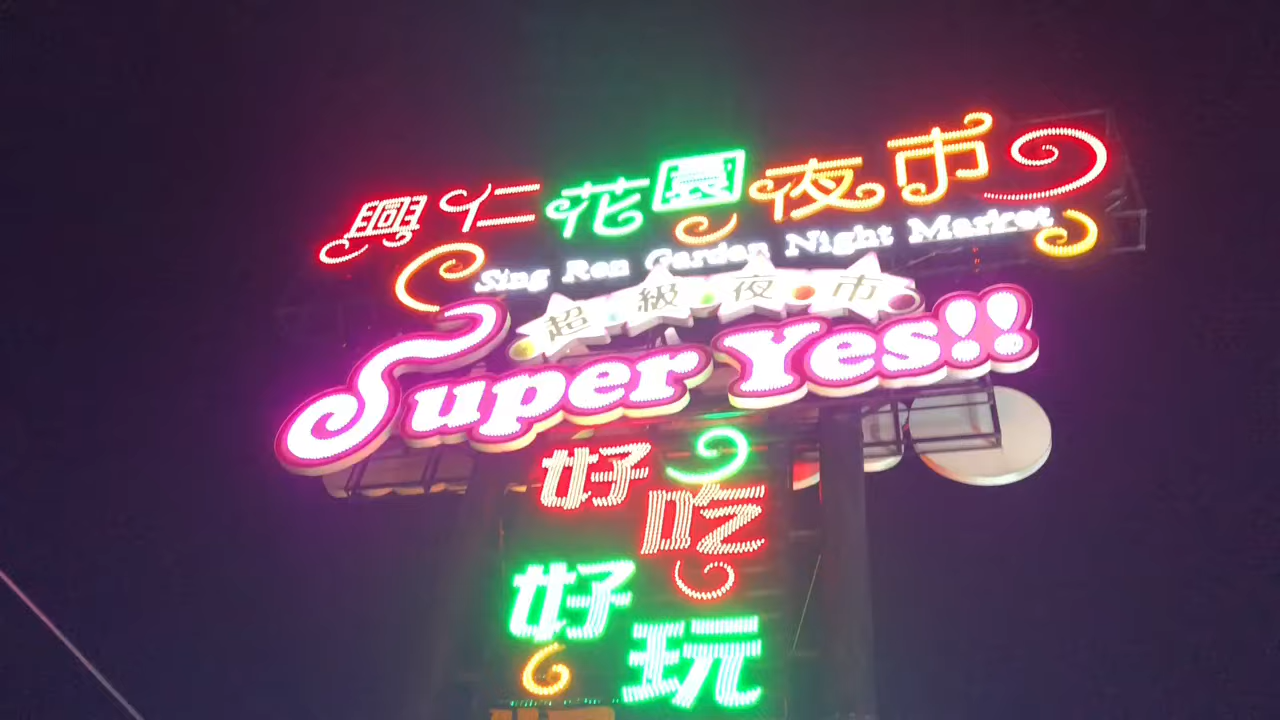 興仁花園夜市
Sing Ren Garden Night Market
超級夜市
Super Yes!!
好吃
好玩